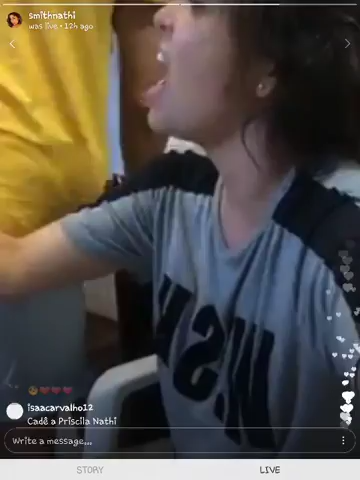 smithnathi
was live • 12h ago
isaacarvalho12
Cadê a Priscila Nathi
Write a message...
STORY LIVE